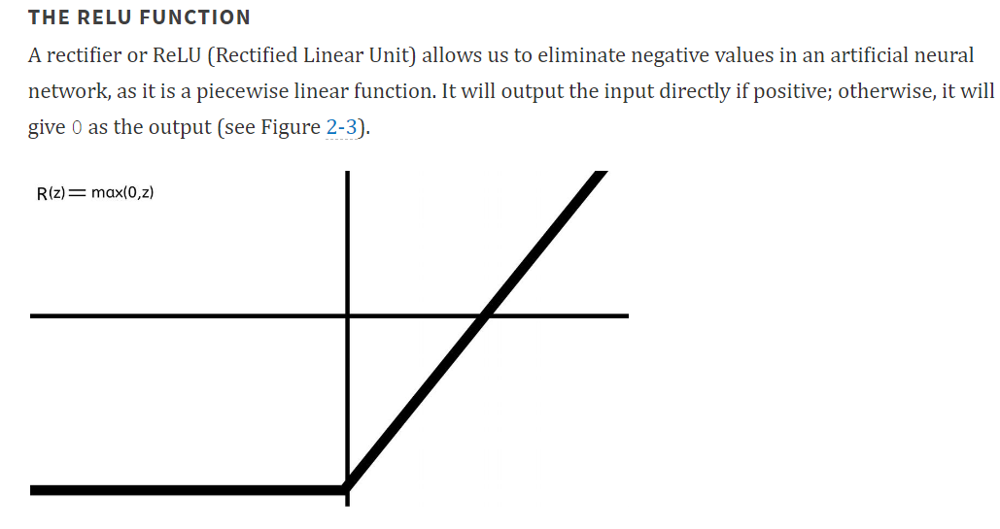 THE RELU FUNCTION
A rectifier or ReLU (Rectified Linear Unit) allows us to eliminate negative values in an artificial neural
network, as it is a piecewise linear function. It will output the input directly if positive; otherwise, it will
give 0 as the output (see Figure 2-3).
R(z)= max(0,z)